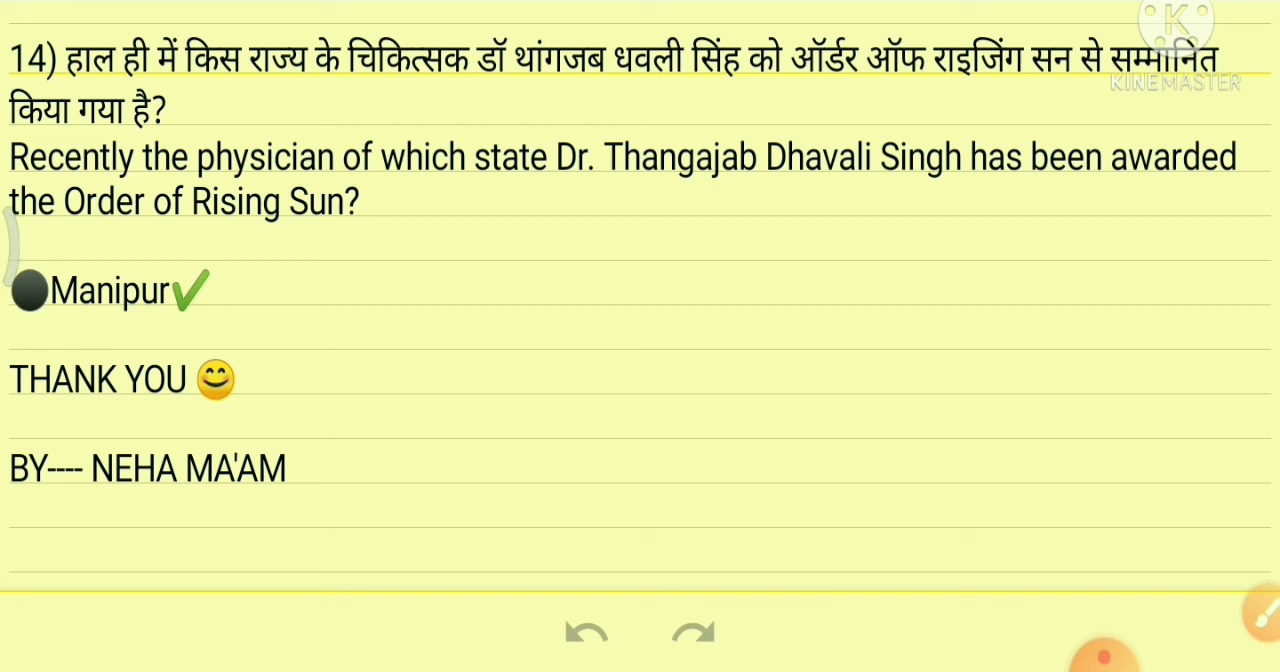 14) हाल ही में किस राज्य के चिकित्सक डॉ थांगजब धवली सिंह को ऑर्डर ऑफ राइजिंग सन से सम्मानित
किया गया है?
Recently the physician of which state Dr. Thangajab Dhavali Singh has been awarded
the Order of Rising Sun?
Manipur
THANK YOU
BY---- NEHA MA'AM
K
KINEMASTER